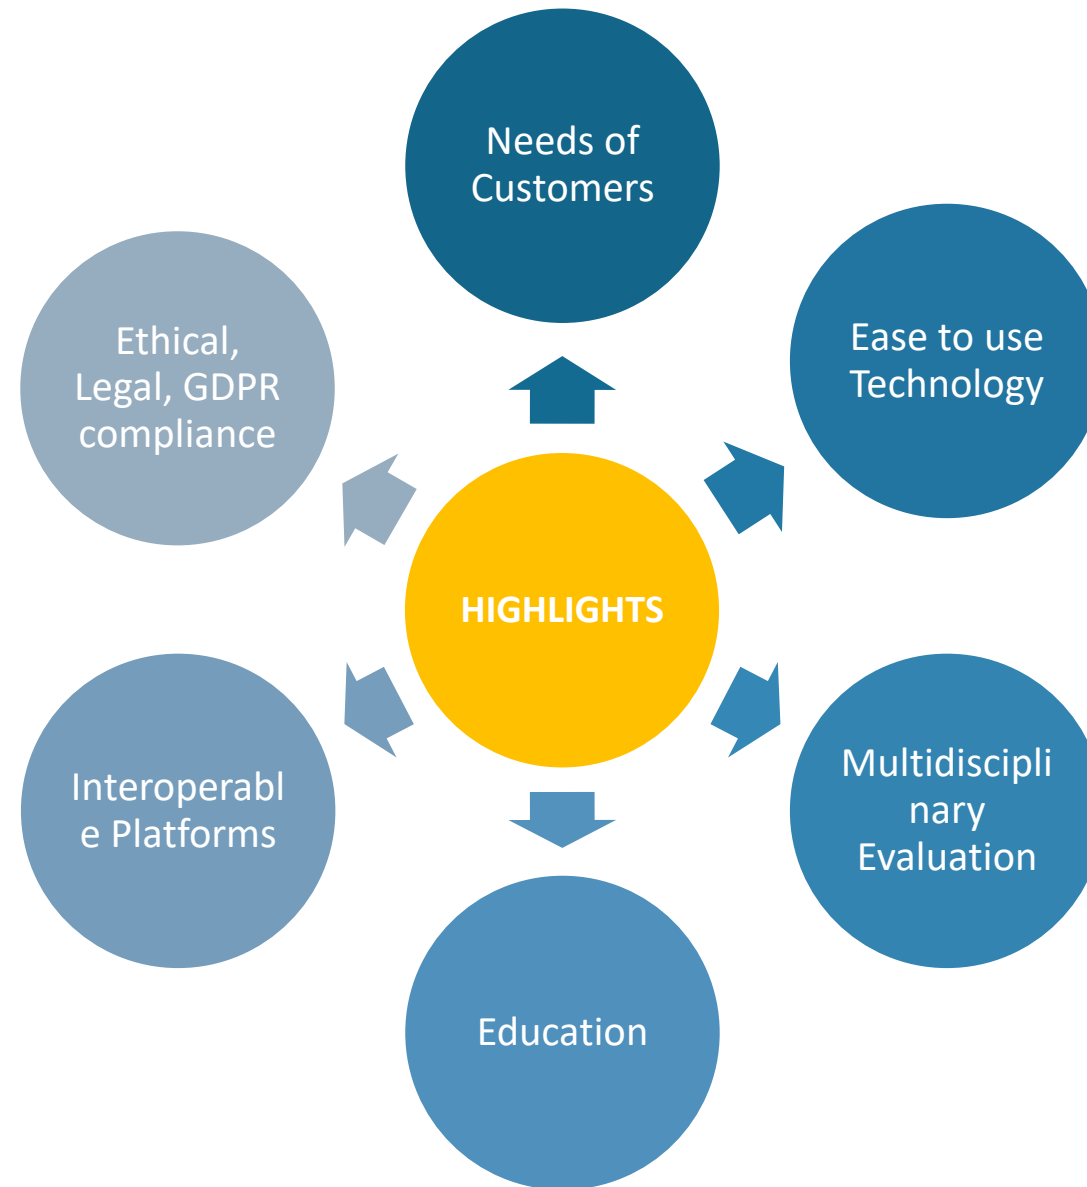 Needs of
Customers
Ease to use
Technology
Multidiscipli
nary
Evaluation
Education
Interoperabl
e Platforms
Ethical,
Legal, GDPR
compliance
HIGHLIGHTS